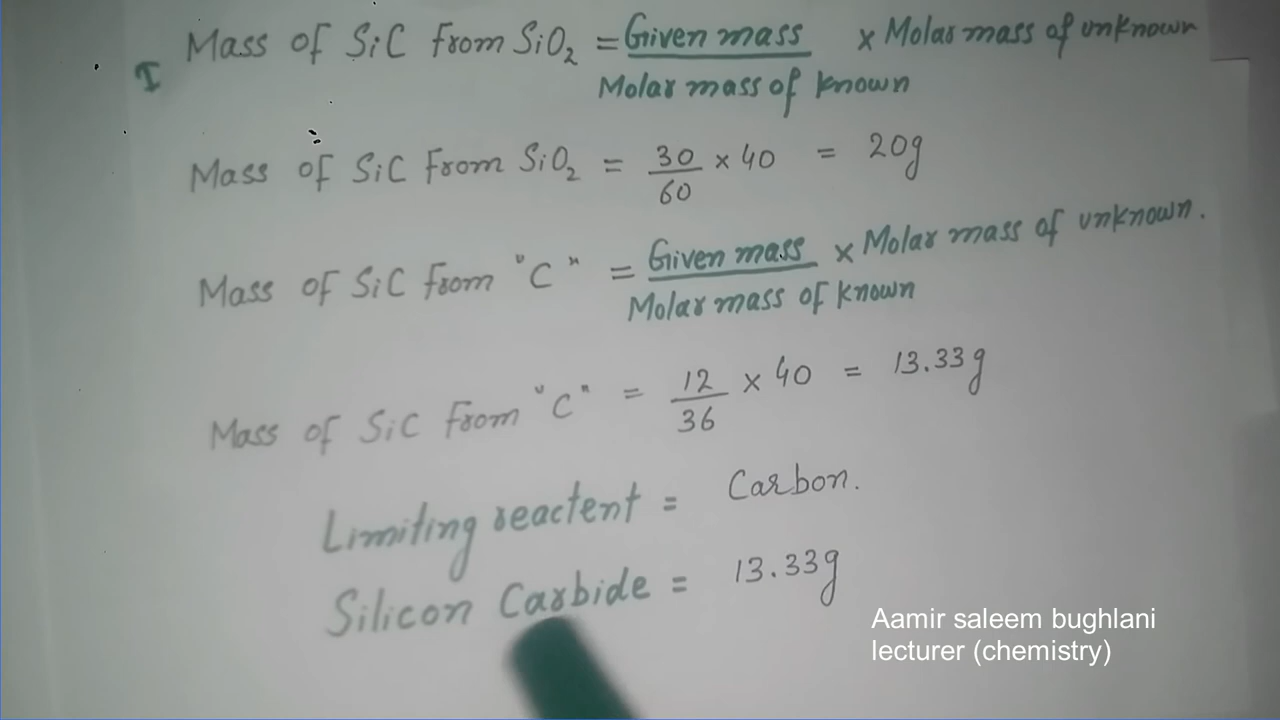 Mass of SiC From SiO₂ = Given mass / Molar mass of known x Molar mass of unknown
I
Mass of SiC From SiO₂ = 30/60 x 40 = 20g
Mass of SiC From "C" = Given mass / Molar mass of known x Molar mass of unknown.
Mass of SiC From "C" = 12/36 x 40 = 13.33g
Limiting reactent = Carbon.
Silicon Carbide = 13.33g
Aamir saleem bughlani
lecturer (chemistry)